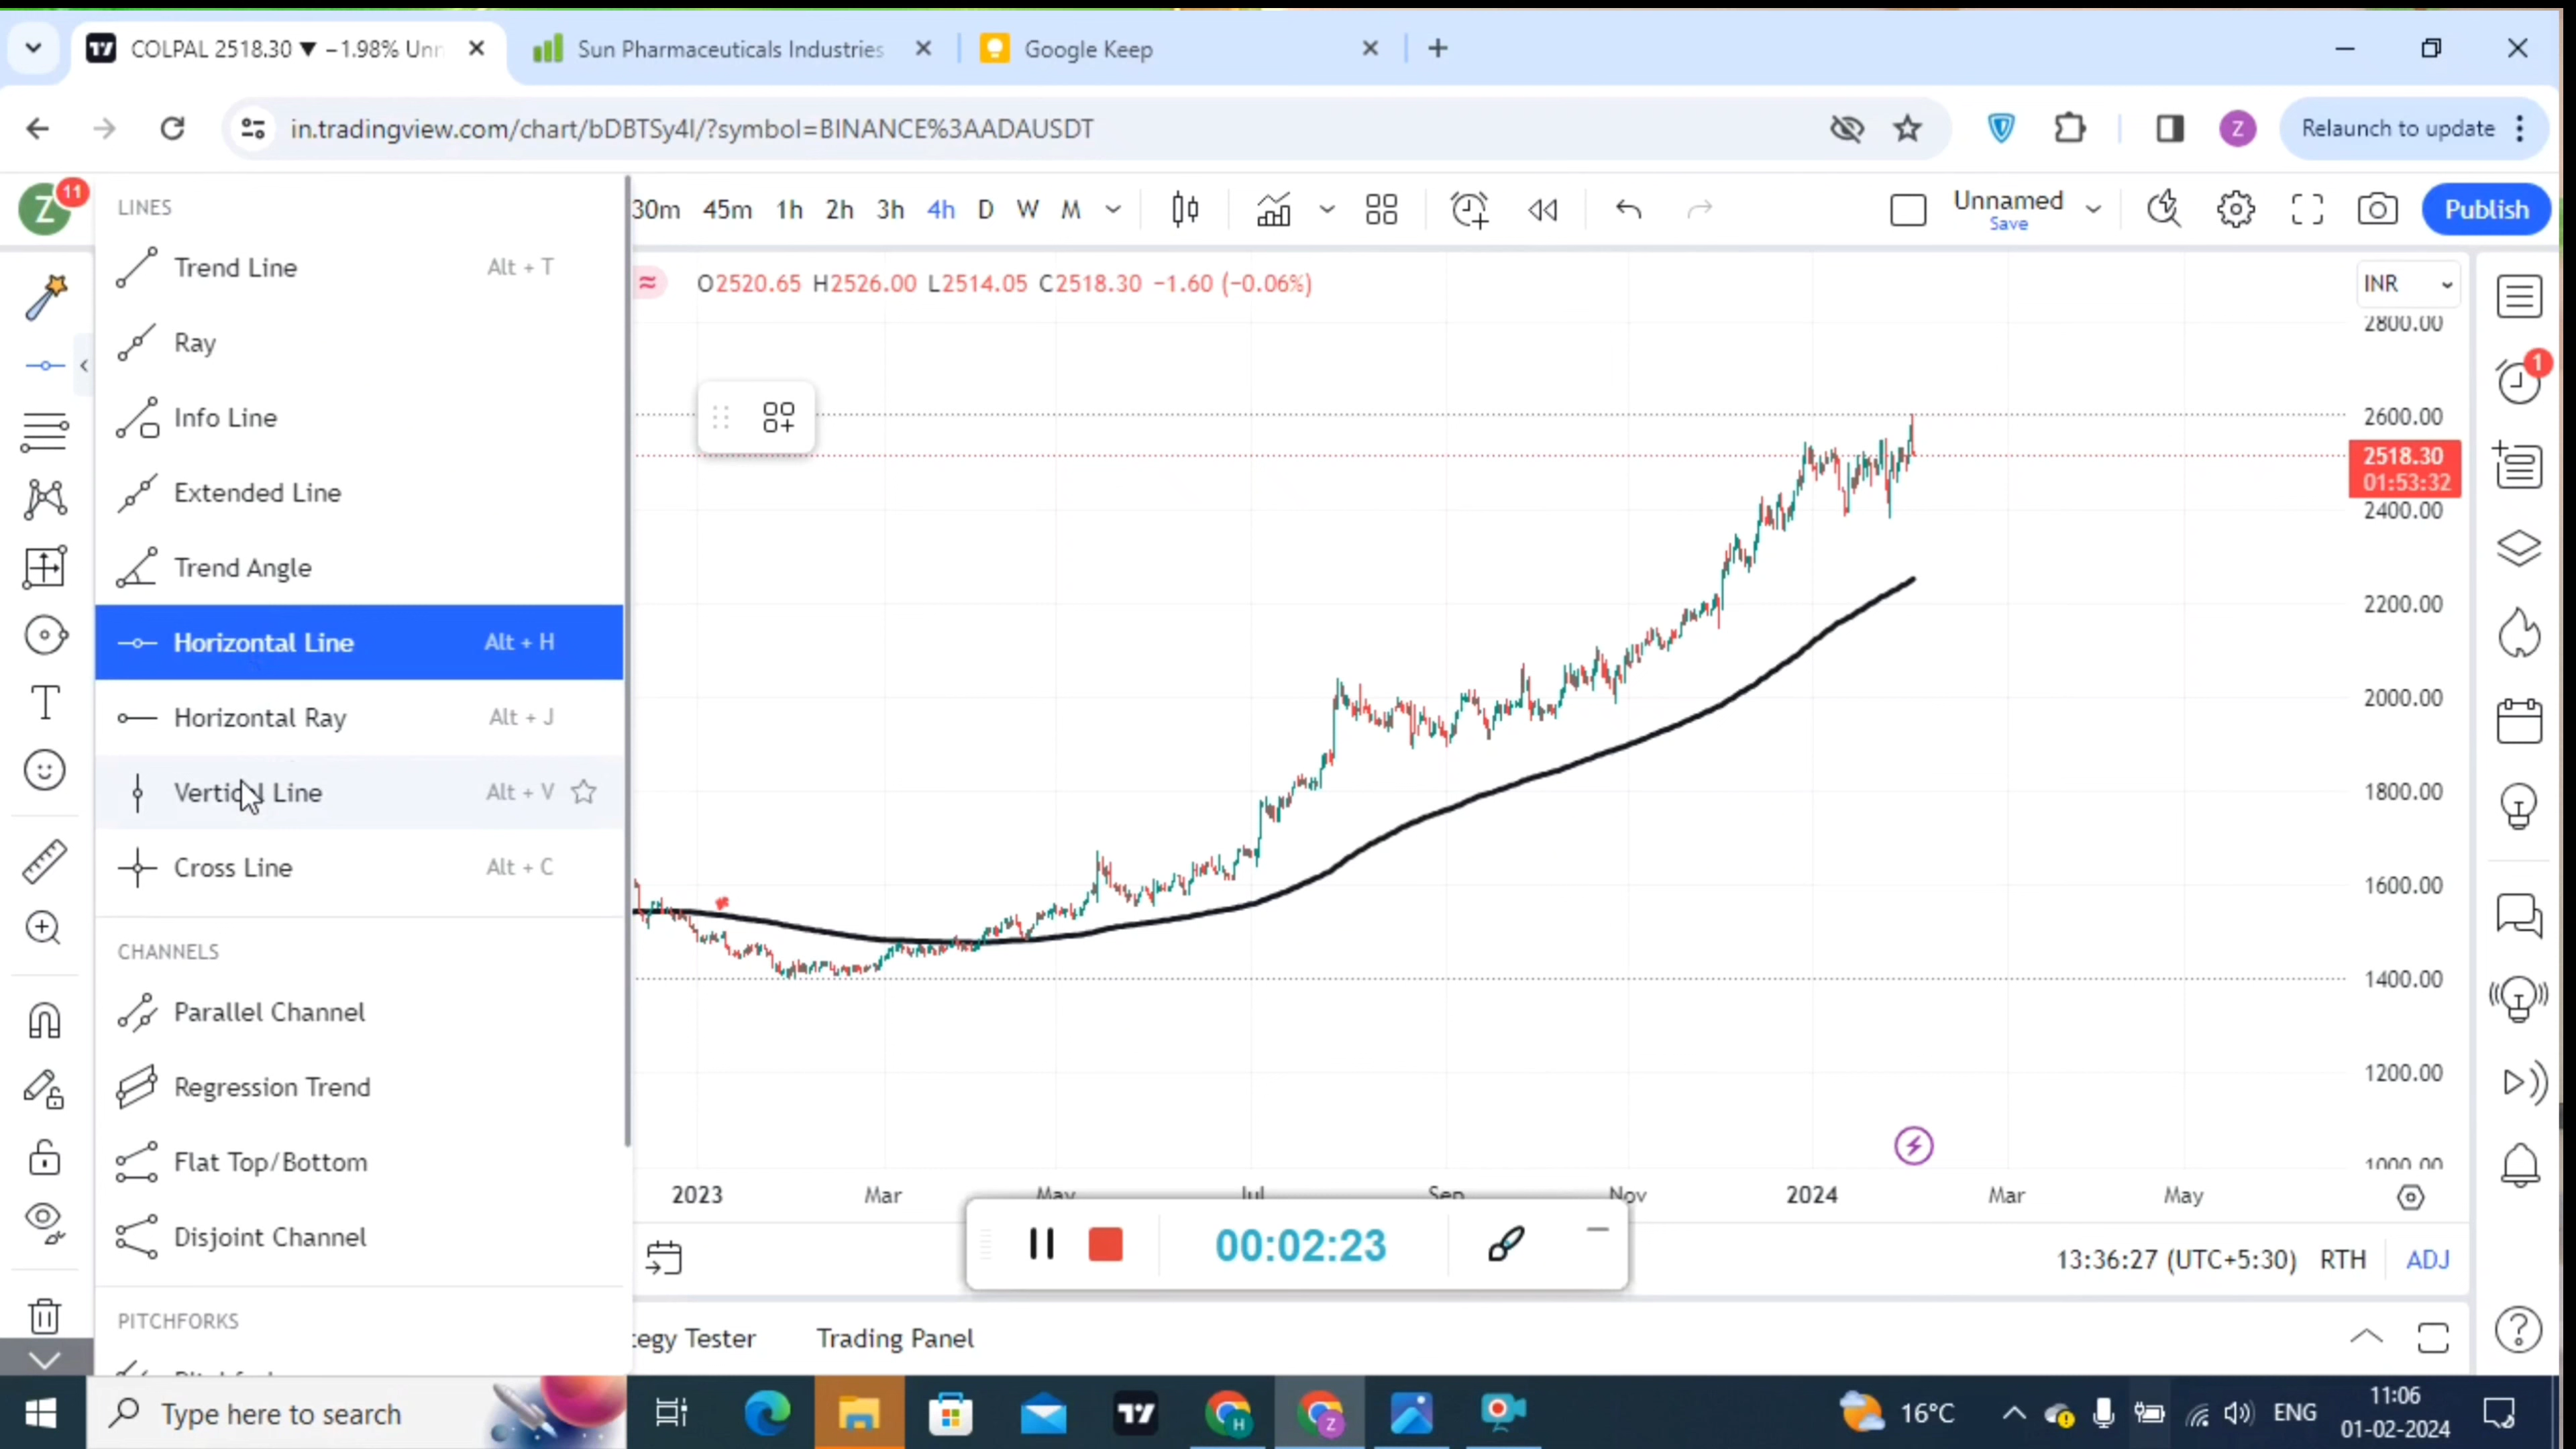 COLPAL 2518.30 ▼ −1.98% Unn
Sun Pharmaceuticals Industries
Google Keep
in.tradingview.com/chart/bDBTSy4l/?symbol=BINANCE%3AADAUSDT
Z
Relaunch to update
Z
11
30m 45m 1h 2h 3h 4h D W M
Unnamed
Save
Publish
LINES
Trend Line Alt + T
Ray
Info Line
Extended Line
Trend Angle
Horizontal Line Alt + H
Horizontal Ray Alt + J
Vertical Line Alt + V
Cross Line Alt + C
CHANNELS
Parallel Channel
Regression Trend
Flat Top/Bottom
Disjoint Channel
PITCHFORKS
O2520.65 H2526.00 L2514.05 C2518.30 −1.60 (−0.06%)
INR
2800.00
2600.00
2518.30
01:53:32
2400.00
2200.00
2000.00
1800.00
1600.00
1400.00
1200.00
1000.00
1
2023 Mar May Jul Sep Nov 2024 Mar May
00:02:23
13:36:27 (UTC+5:30) RTH ADJ
tegy Tester Trading Panel
Type here to search
H
Z
16°C
ENG
11:06
01-02-2024